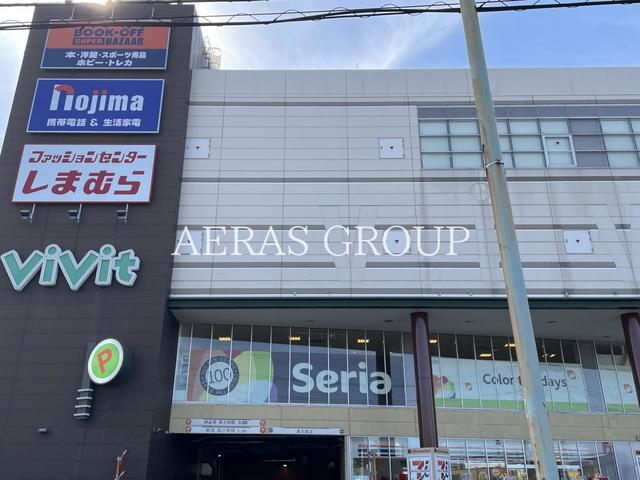 BOOK-OFF
SUPER BAZAAR
本・洋服・スポーツ用品
ホビー・トレカ
nojima
携帯電話 & 生活家電
ファッションセンター
しまむら
AERAS GROUP
ViVit
P
100
Seria
Color the days